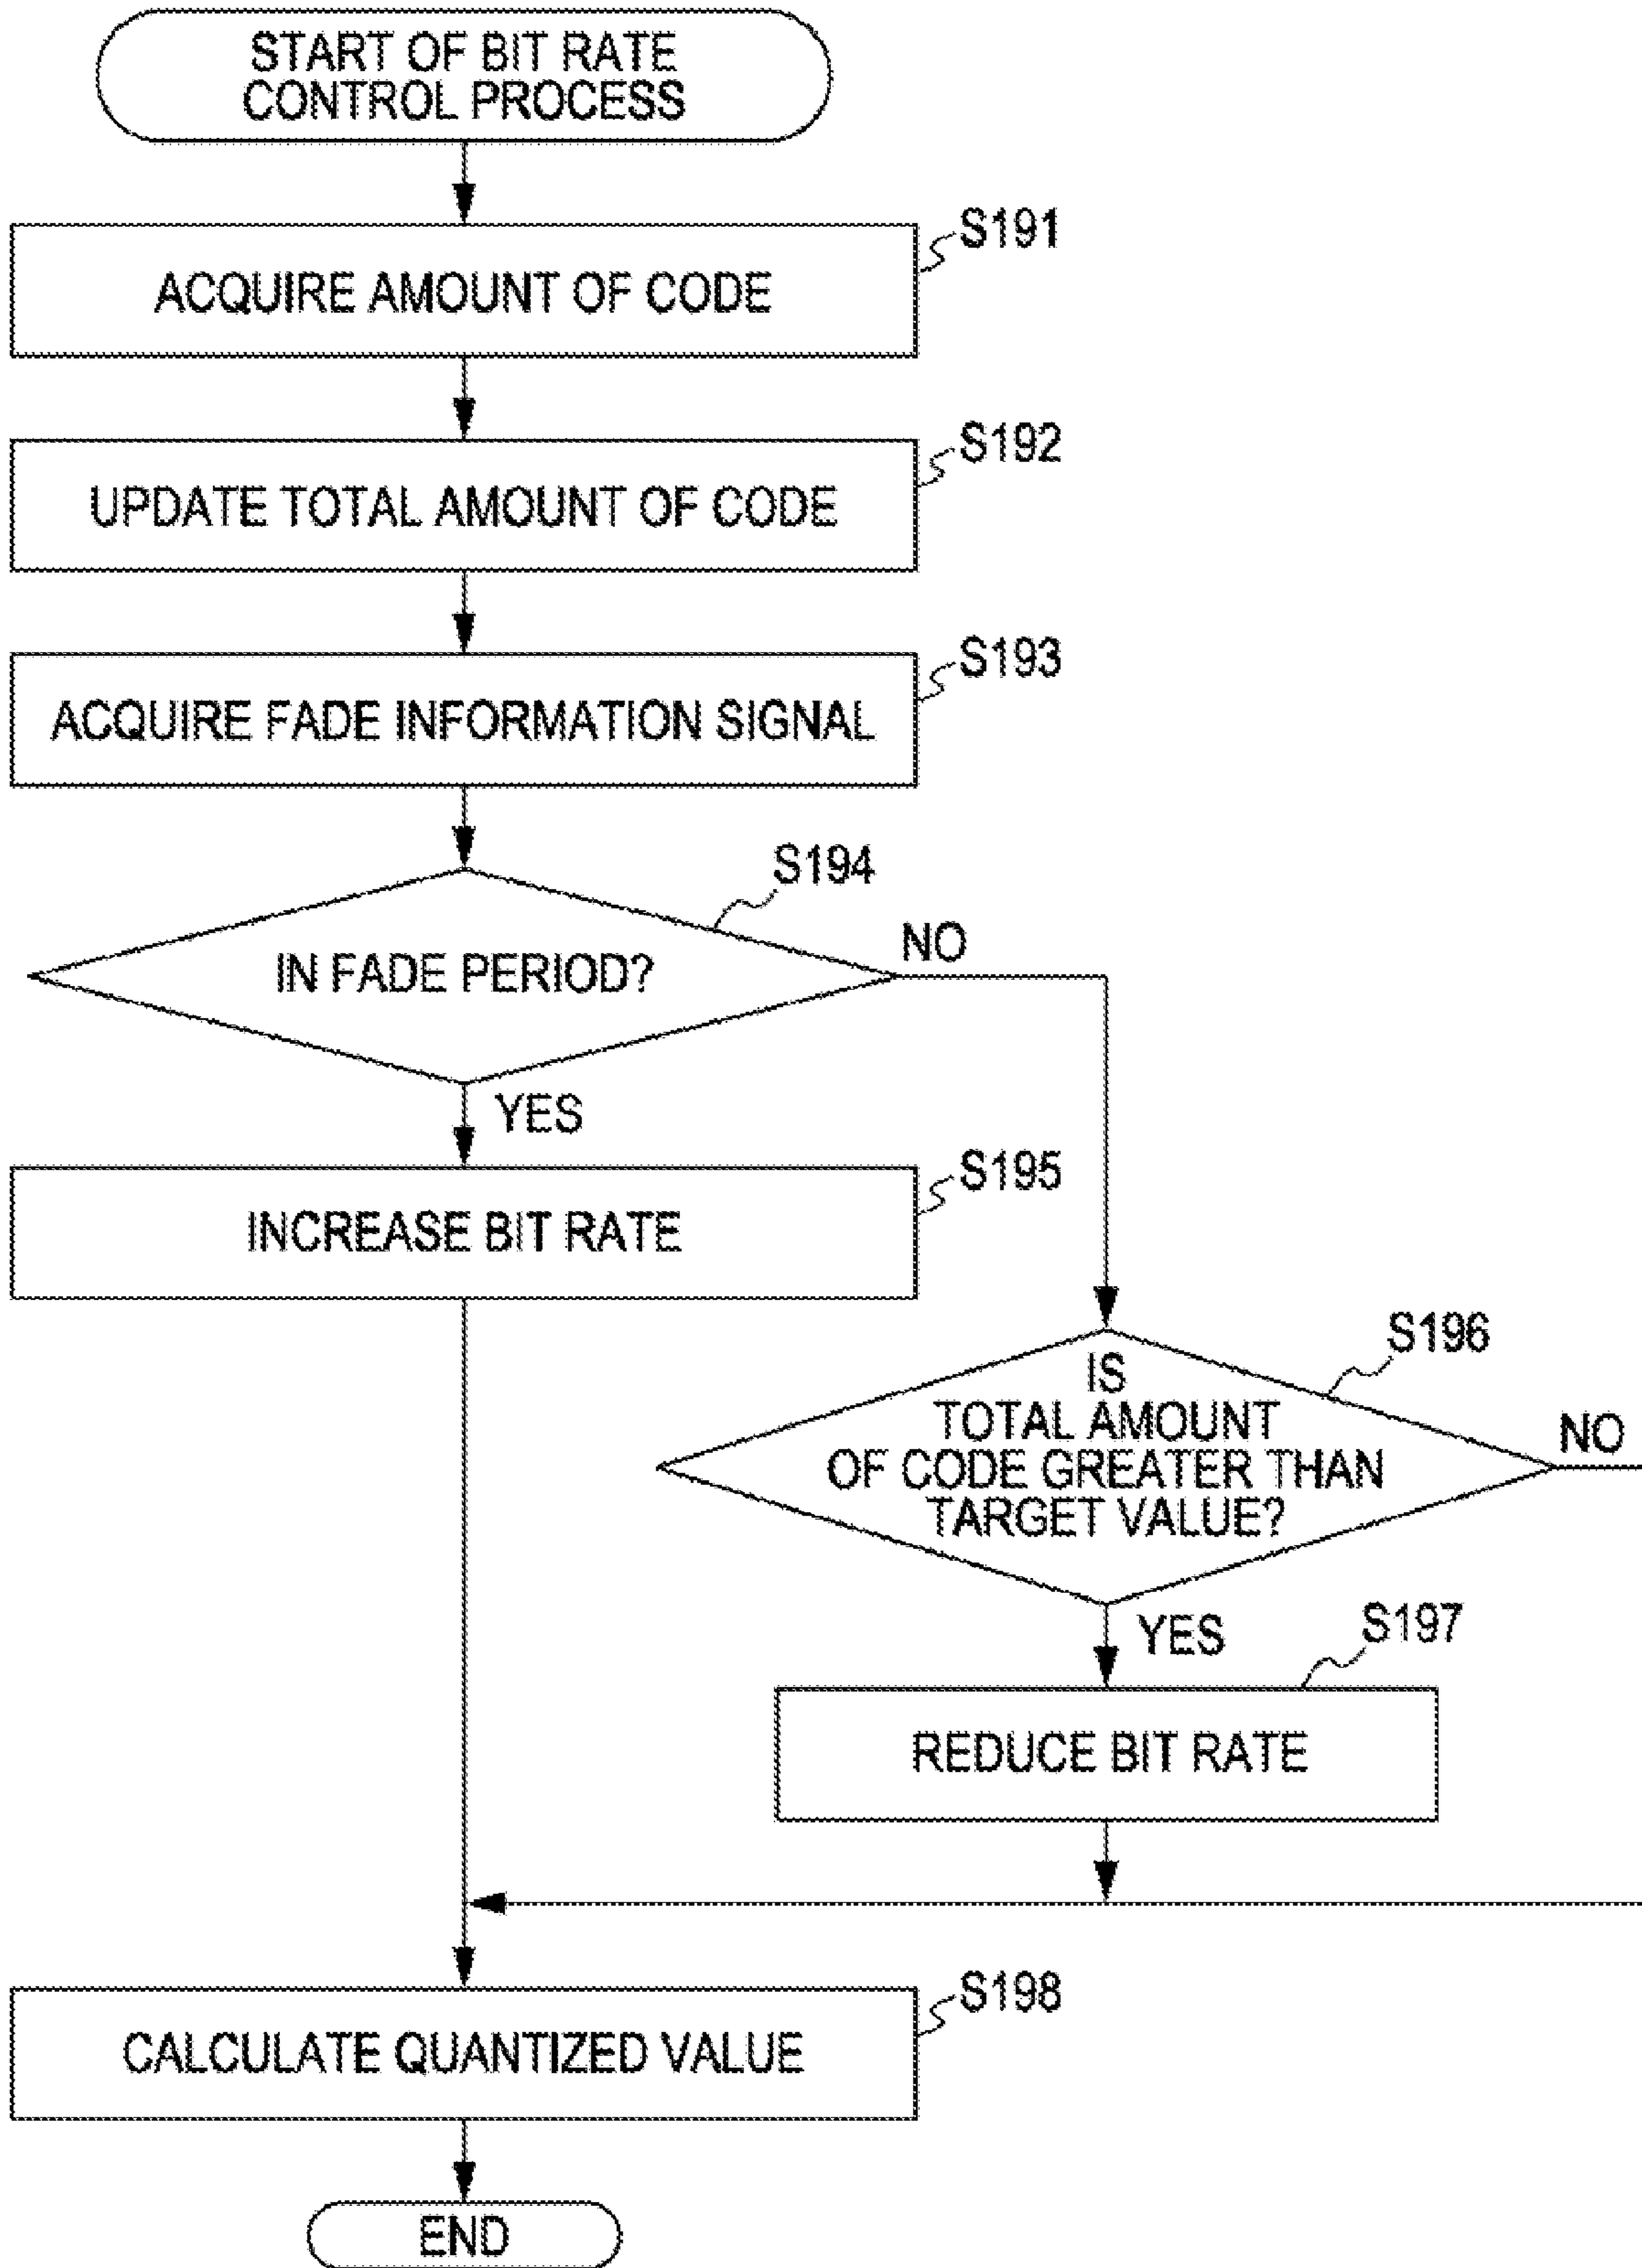 START OF BIT RATE
CONTROL PROCESS
S191
ACQUIRE AMOUNT OF CODE
S192
UPDATE TOTAL AMOUNT OF CODE
S193
ACQUIRE FADE INFORMATION SIGNAL
S194
NO
IN FADE PERIOD?
YES
S195
INCREASE BIT RATE
S196
IS
TOTAL AMOUNT
NO
OF CODE GREATER THAN
TARGET VALUE?
YES
S197
REDUCE BIT RATE
S198
CALCULATE QUANTIZED VALUE
END